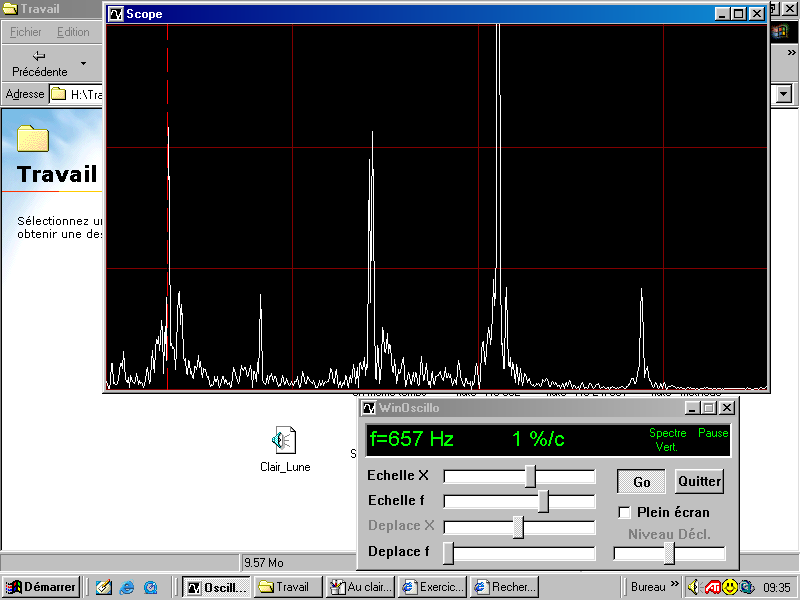 Travail
Scope
Fichier Edition
Précédente
»
Adresse H:\Tra
Travail
Sélectionnez u
obtenir une des
Clair_Lune
S
WinOscillo
f=657 Hz 1 %/c Spectre Vert. Pause
Echelle X
Echelle f
Deplace X
Deplace f
Go Quitter
Plein écran
Niveau Décl.
9.57 Mo
Démarrer Oscill... Travail Au clair... Exercic... Recher... Bureau » 09:35